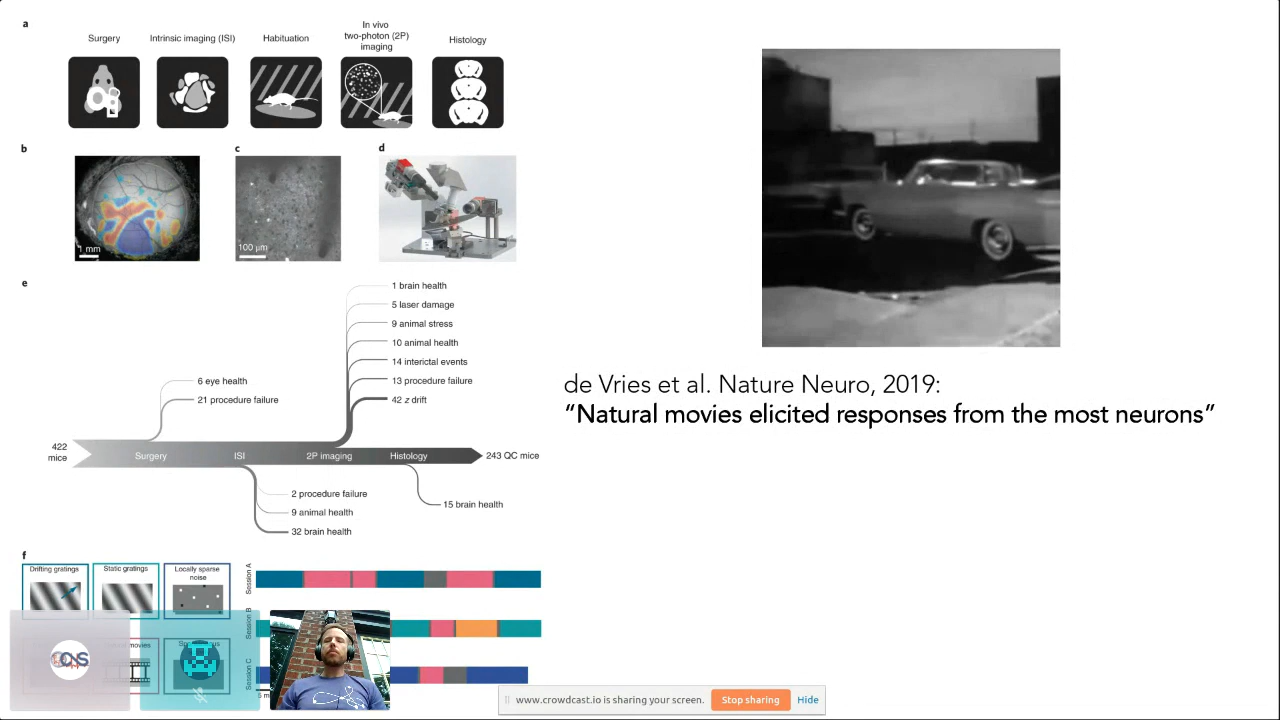 a
Surgery
Intrinsic imaging (ISI)
Habituation
In vivo
two-photon (2P)
imaging
Histology
b
1 mm
c
100 µm
d
e
1 brain health
5 laser damage
9 animal stress
10 animal health
14 interictal events
13 procedure failure
42 z drift
6 eye health
21 procedure failure
422
mice
Surgery
ISI
2P imaging
Histology
243 QC mice
2 procedure failure
9 animal health
32 brain health
15 brain health
de Vries et al. Nature Neuro, 2019:
“Natural movies elicited responses from the most neurons”
f
Drifting gratings
Static gratings
Locally sparse
noise
movies
Session A
Session B
Session C
www.crowdcast.io is sharing your screen.
Stop sharing
Hide